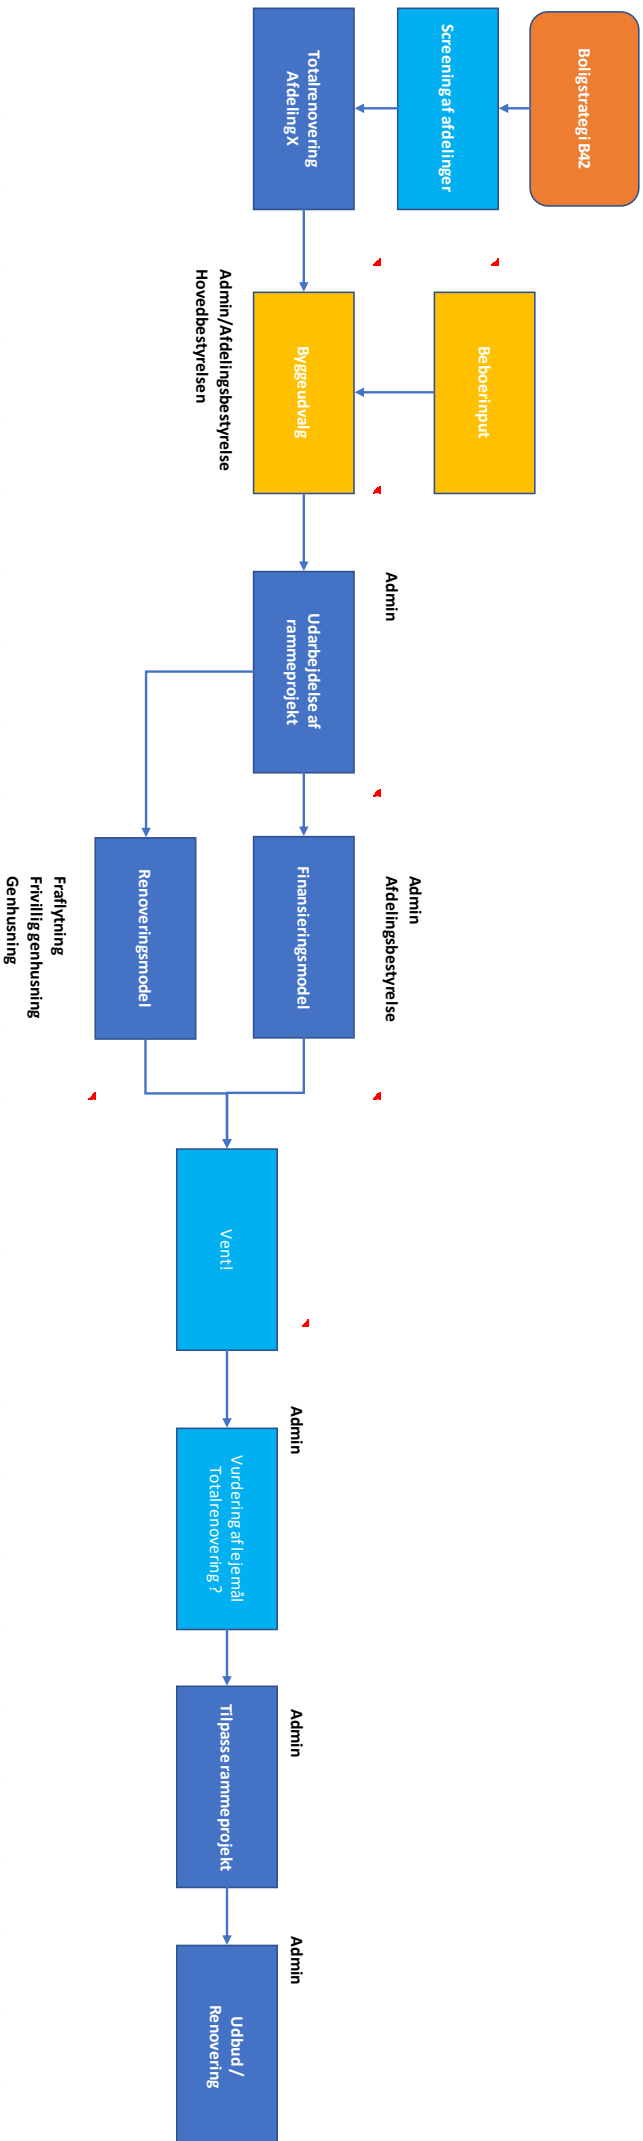 Boligstrategi B42
Screening af afdelinger
Totalrenovering
Afdeling X
Beboerinput
Byggeudvalg
Admin/Afdelingsbestyrelse
Hovedbestyrelsen
Admin
Udarbejdelse af
rammeprojekt
Admin
Afdelingsbestyrelse
Finansieringsmodel
Renoveringsmodel
Fraflytning
Frivillig genhusning
Genhusning
Vent!
Admin
Vurdering af lejemål
Totalrenovering ?
Admin
Tilpasse rammeprojekt
Admin
Udbud /
Renovering